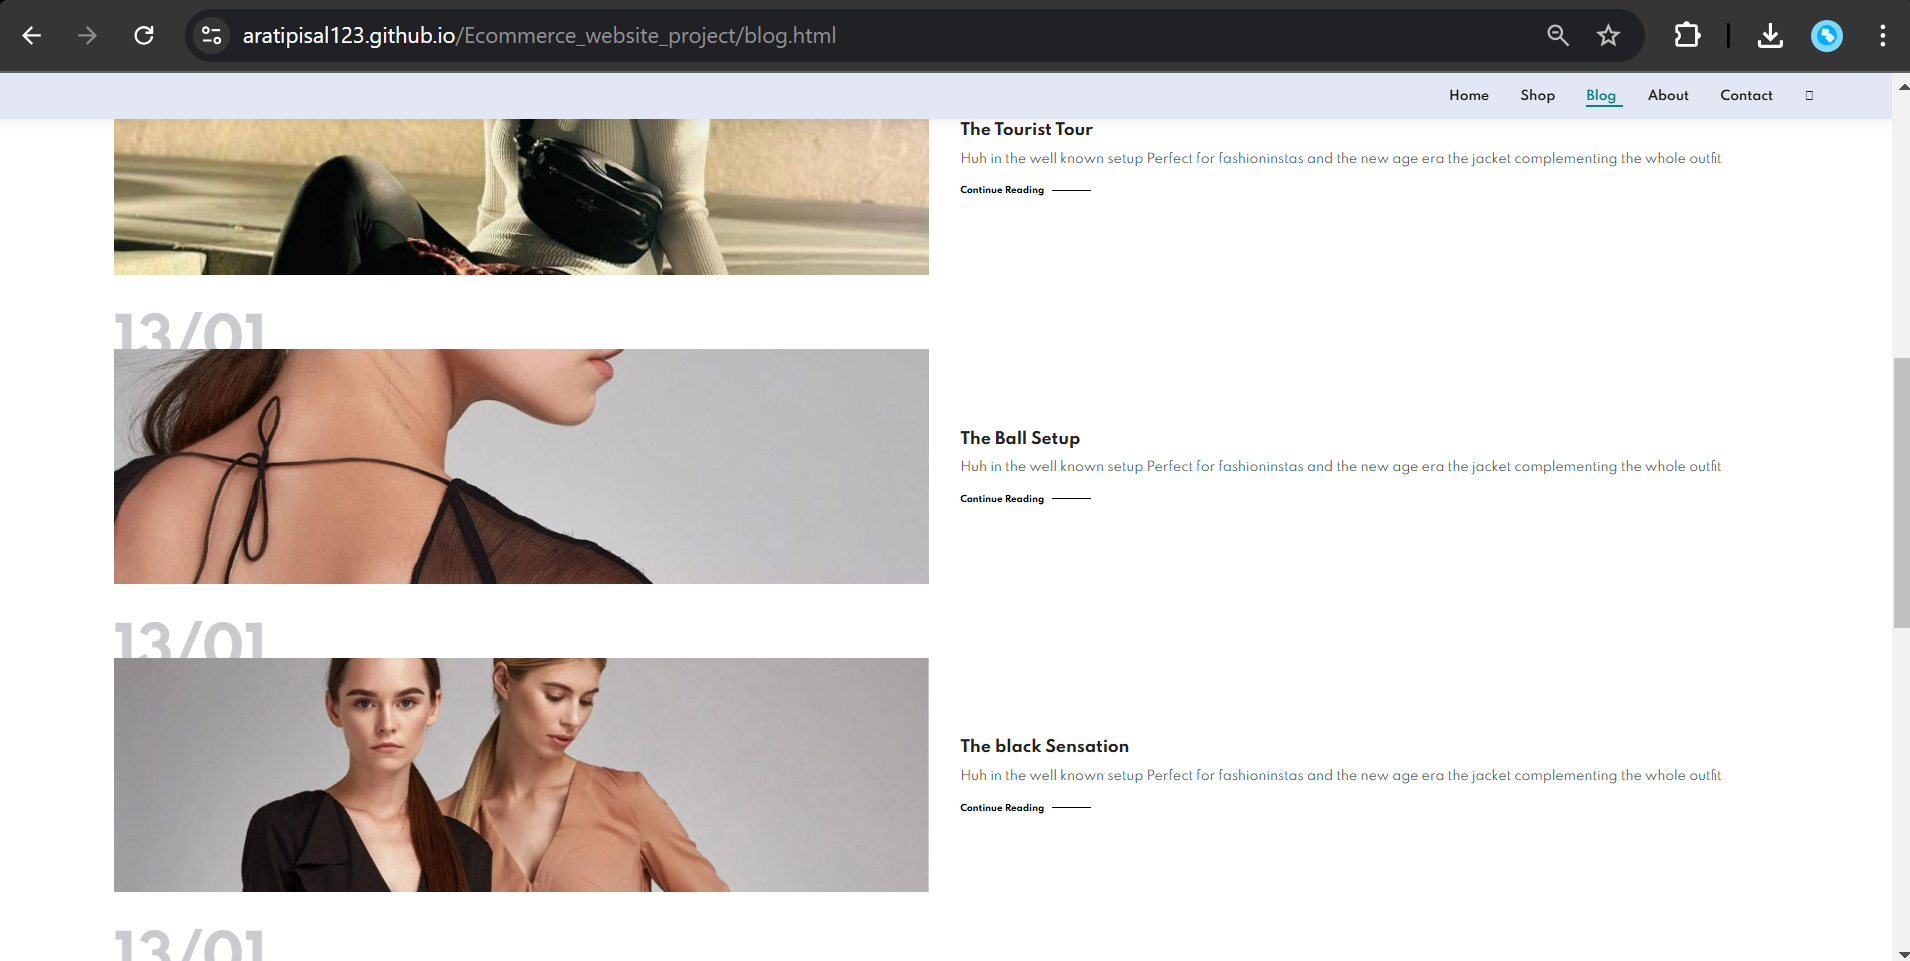 aratipisal123.github.io/Ecommerce_website_project/blog.html
Home Shop Blog About Contact
The Tourist Tour
Huh in the well known setup Perfect for fashioninstas and the new age era the jacket complementing the whole outfit
Continue Reading
13/01
The Ball Setup
Huh in the well known setup Perfect for fashioninstas and the new age era the jacket complementing the whole outfit
Continue Reading
13/01
The black Sensation
Huh in the well known setup Perfect for fashioninstas and the new age era the jacket complementing the whole outfit
Continue Reading
13/01